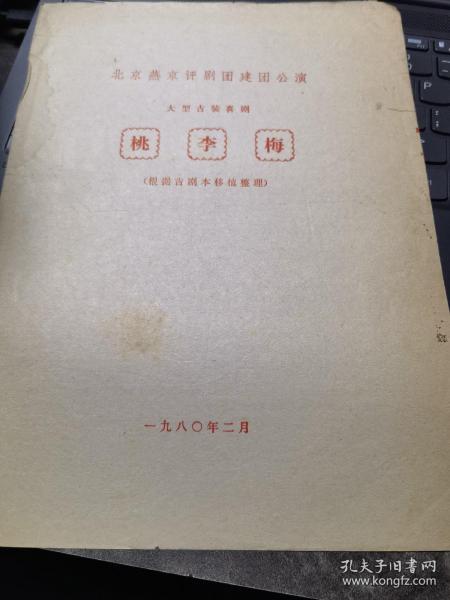 北京燕京评剧团建团公演
大型古装喜剧
桃李梅
(根据吉剧本移植整理)
一九八〇年二月
孔夫子旧书网
www.kongfz.com